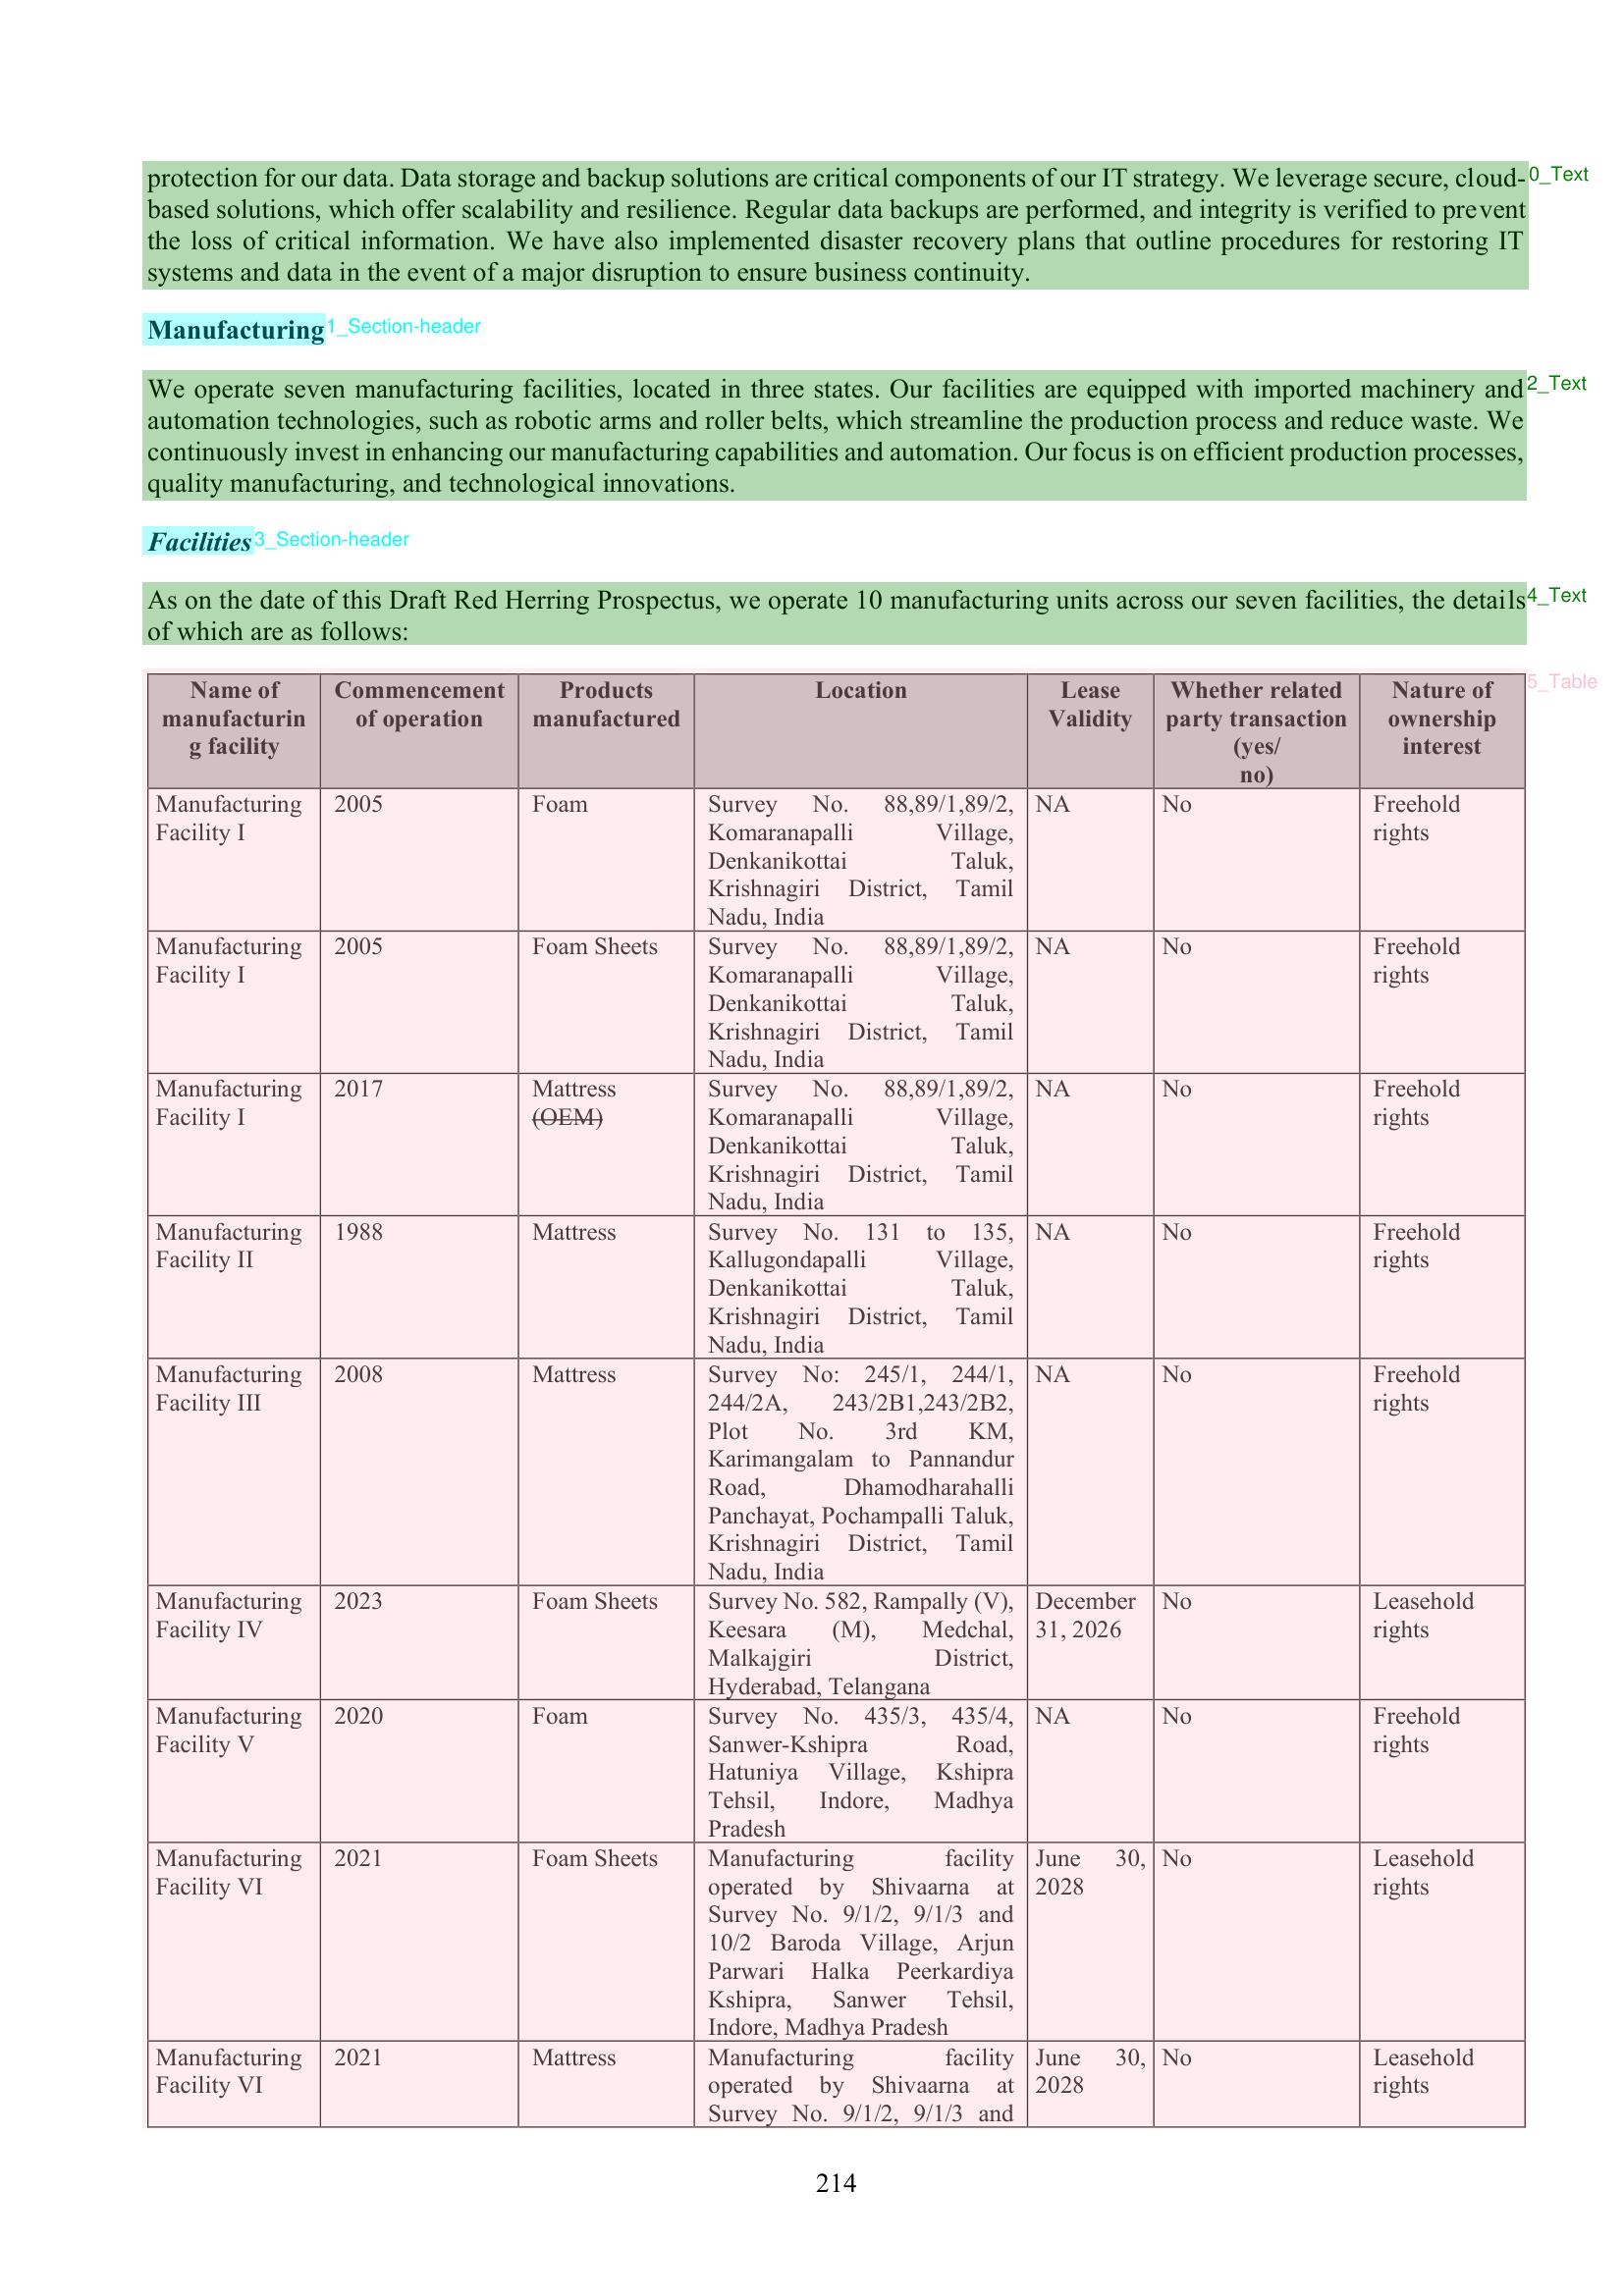 protection for our data. Data storage and backup solutions are critical components of our IT strategy. We leverage secure, cloud-
0_Text
based solutions, which offer scalability and resilience. Regular data backups are performed, and integrity is verified to prevent
the loss of critical information. We have also implemented disaster recovery plans that outline procedures for restoring IT
systems and data in the event of a major disruption to ensure business continuity.
Manufacturing
1_Section-header
We operate seven manufacturing facilities, located in three states. Our facilities are equipped with imported machinery and
2_Text
automation technologies, such as robotic arms and roller belts, which streamline the production process and reduce waste. We
continuously invest in enhancing our manufacturing capabilities and automation. Our focus is on efficient production processes,
quality manufacturing, and technological innovations.
Facilities
3_Section-header
As on the date of this Draft Red Herring Prospectus, we operate 10 manufacturing units across our seven facilities, the details
4_Text
of which are as follows:
5_Table
Name of
manufacturin
g facility
Commencement
of operation
Products
manufactured
Location
Lease
Validity
Whether related
party transaction
(yes/
no)
Nature of
ownership
interest
Manufacturing
Facility I
2005
Foam
Survey No. 88,89/1,89/2,
Komaranapalli Village,
Denkanikottai Taluk,
Krishnagiri District, Tamil
Nadu, India
NA
No
Freehold
rights
Manufacturing
Facility I
2005
Foam Sheets
Survey No. 88,89/1,89/2,
Komaranapalli Village,
Denkanikottai Taluk,
Krishnagiri District, Tamil
Nadu, India
NA
No
Freehold
rights
Manufacturing
Facility I
2017
Mattress
(OEM)
Survey No. 88,89/1,89/2,
Komaranapalli Village,
Denkanikottai Taluk,
Krishnagiri District, Tamil
Nadu, India
NA
No
Freehold
rights
Manufacturing
Facility II
1988
Mattress
Survey No. 131 to 135,
Kallugondapalli Village,
Denkanikottai Taluk,
Krishnagiri District, Tamil
Nadu, India
NA
No
Freehold
rights
Manufacturing
Facility III
2008
Mattress
Survey No: 245/1, 244/1,
244/2A, 243/2B1,243/2B2,
Plot No. 3rd KM,
Karimangalam to Pannandur
Road, Dhamodharahalli
Panchayat, Pochampalli Taluk,
Krishnagiri District, Tamil
Nadu, India
NA
No
Freehold
rights
Manufacturing
Facility IV
2023
Foam Sheets
Survey No. 582, Rampally (V),
Keesara (M), Medchal,
Malkajgiri District,
Hyderabad, Telangana
December
31, 2026
No
Leasehold
rights
Manufacturing
Facility V
2020
Foam
Survey No. 435/3, 435/4,
Sanwer-Kshipra Road,
Hatuniya Village, Kshipra
Tehsil, Indore, Madhya
Pradesh
NA
No
Freehold
rights
Manufacturing
Facility VI
2021
Foam Sheets
Manufacturing facility
operated by Shivaarna at
Survey No. 9/1/2, 9/1/3 and
10/2 Baroda Village, Arjun
Parwari Halka Peerkardiya
Kshipra, Sanwer Tehsil,
Indore, Madhya Pradesh
June 30,
2028
No
Leasehold
rights
Manufacturing
Facility VI
2021
Mattress
Manufacturing facility
operated by Shivaarna at
Survey No. 9/1/2, 9/1/3 and
June 30,
2028
No
Leasehold
rights
214